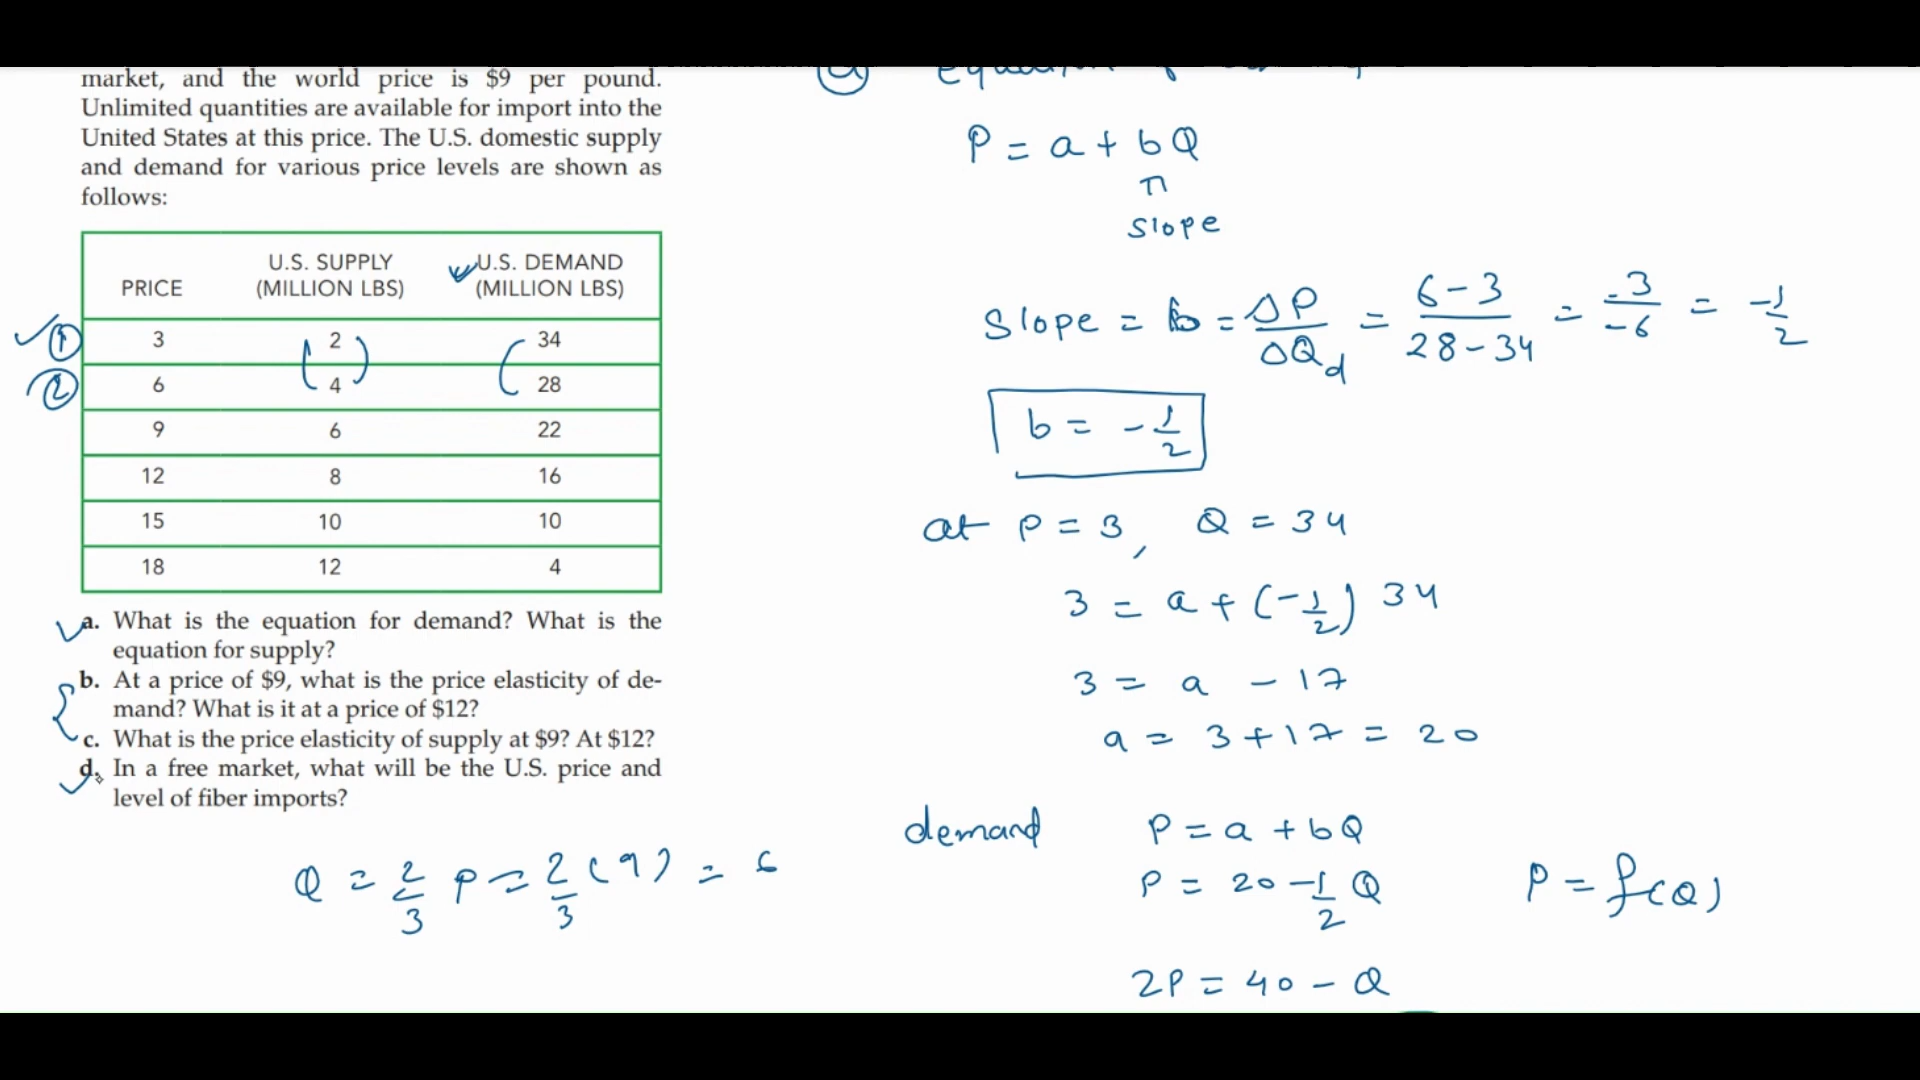 market, and the world price is $9 per pound.
Unlimited quantities are available for import into the
United States at this price. The U.S. domestic supply
and demand for various price levels are shown as
follows:
PRICE U.S. SUPPLY (MILLION LBS) U.S. DEMAND (MILLION LBS)
① 3 2 34
② 6 4 28
9 6 22
12 8 16
15 10 10
18 12 4
a. What is the equation for demand? What is the
equation for supply?
b. At a price of $9, what is the price elasticity of de-
mand? What is it at a price of $12?
c. What is the price elasticity of supply at $9? At $12?
d. In a free market, what will be the U.S. price and
level of fiber imports?
Q = 2/3 P = 2/3 (9) = 6
P = a + bQ
slope
Slope = b = ΔP/ΔQd = 6-3/28-34 = 3/-6 = -1/2
b = -1/2
at P = 3, Q = 34
3 = a + (-1/2) 34
3 = a - 17
a = 3 + 17 = 20
demand P = a + bQ
P = 20 - 1/2 Q P = f(Q)
2P = 40 - Q